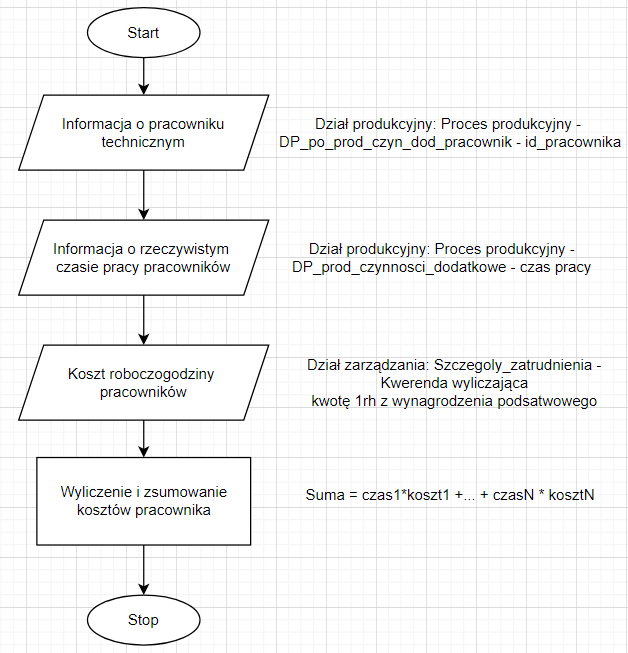 Start
Informacja o pracowniku
technicznym
Dział produkcyjny: Proces produkcyjny -
DP_po_prod_czyn_dod_pracownik - id_pracownika
Informacja o rzeczywistym
czasie pracy pracowników
Dział produkcyjny: Proces produkcyjny -
DP_prod_czynnosci_dodatkowe - czas pracy
Koszt roboczogodziny
pracowników
Dział zarządzania: Szczegoly_zatrudnienia -
Kwerenda wyliczająca
kwotę 1rh z wynagrodzenia podsatwowego
Wyliczenie i zsumowanie
kosztów pracownika
Suma = czas1*koszt1 +... + czasN * kosztN
Stop